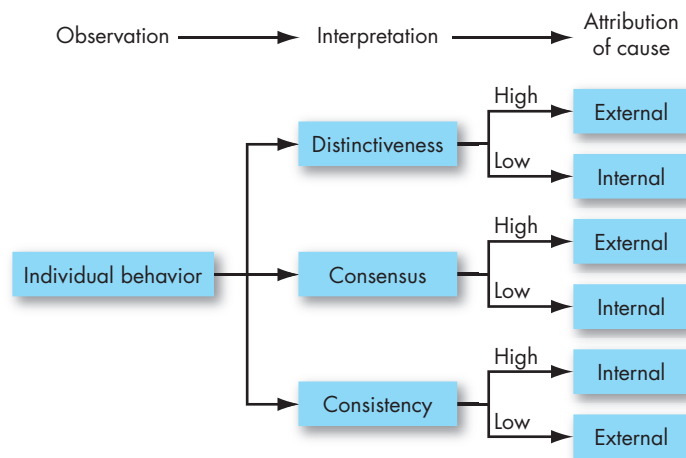 Observation
Interpretation
Attribution
of cause
High
External
Distinctiveness
Low
Internal
High
External
Individual behavior
Consensus
Low
Internal
High
Internal
Consistency
Low
External